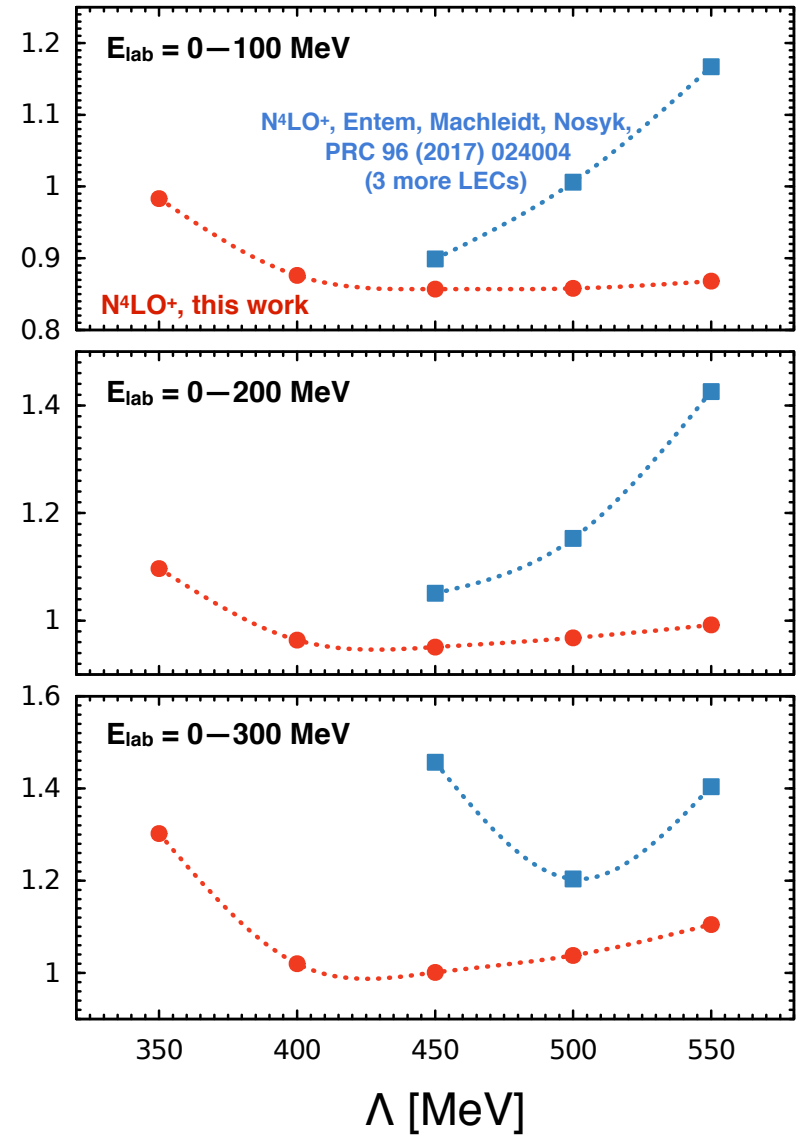 1.2
E_lab = 0—100 MeV
1.1
N⁴LO⁺, Entem, Machleidt, Nosyk,
PRC 96 (2017) 024004
(3 more LECs)
1
0.9
N⁴LO⁺, this work
0.8
E_lab = 0—200 MeV
1.4
1.2
1
1.6
E_lab = 0—300 MeV
1.4
1.2
1
350 400 450 500 550
Λ [MeV]